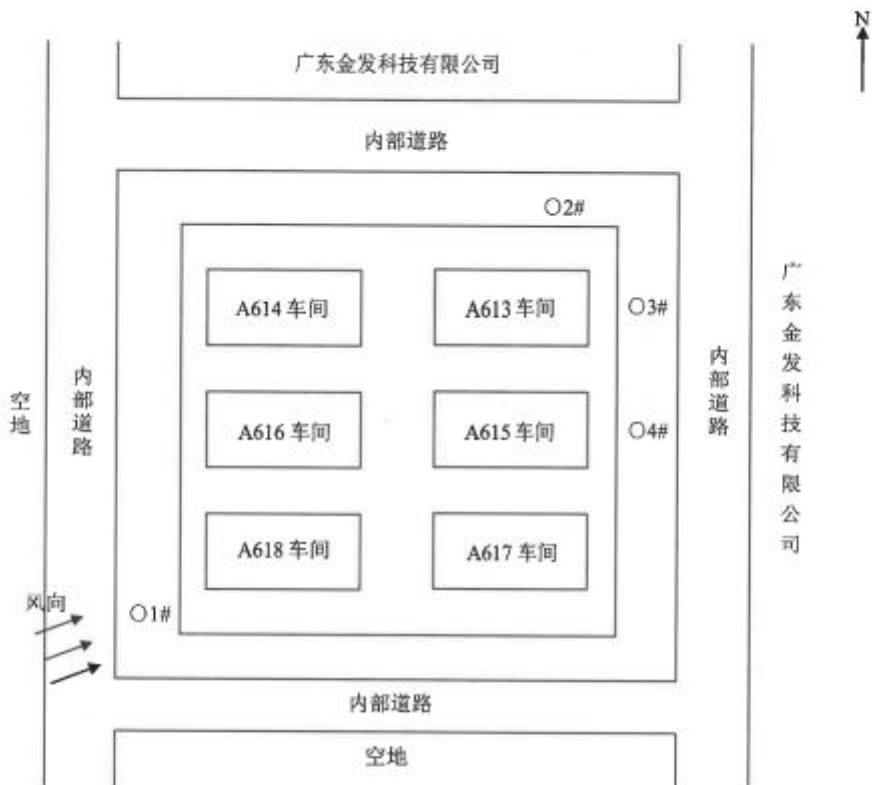 N
广东金发科技有限公司
内部道路
○2#
A614 车间
A613 车间
○3#
广东金发科技有限公司
内部道路
内部道路
空地
A616 车间
A615 车间
○4#
A618 车间
A617 车间
风向
○1#
内部道路
空地